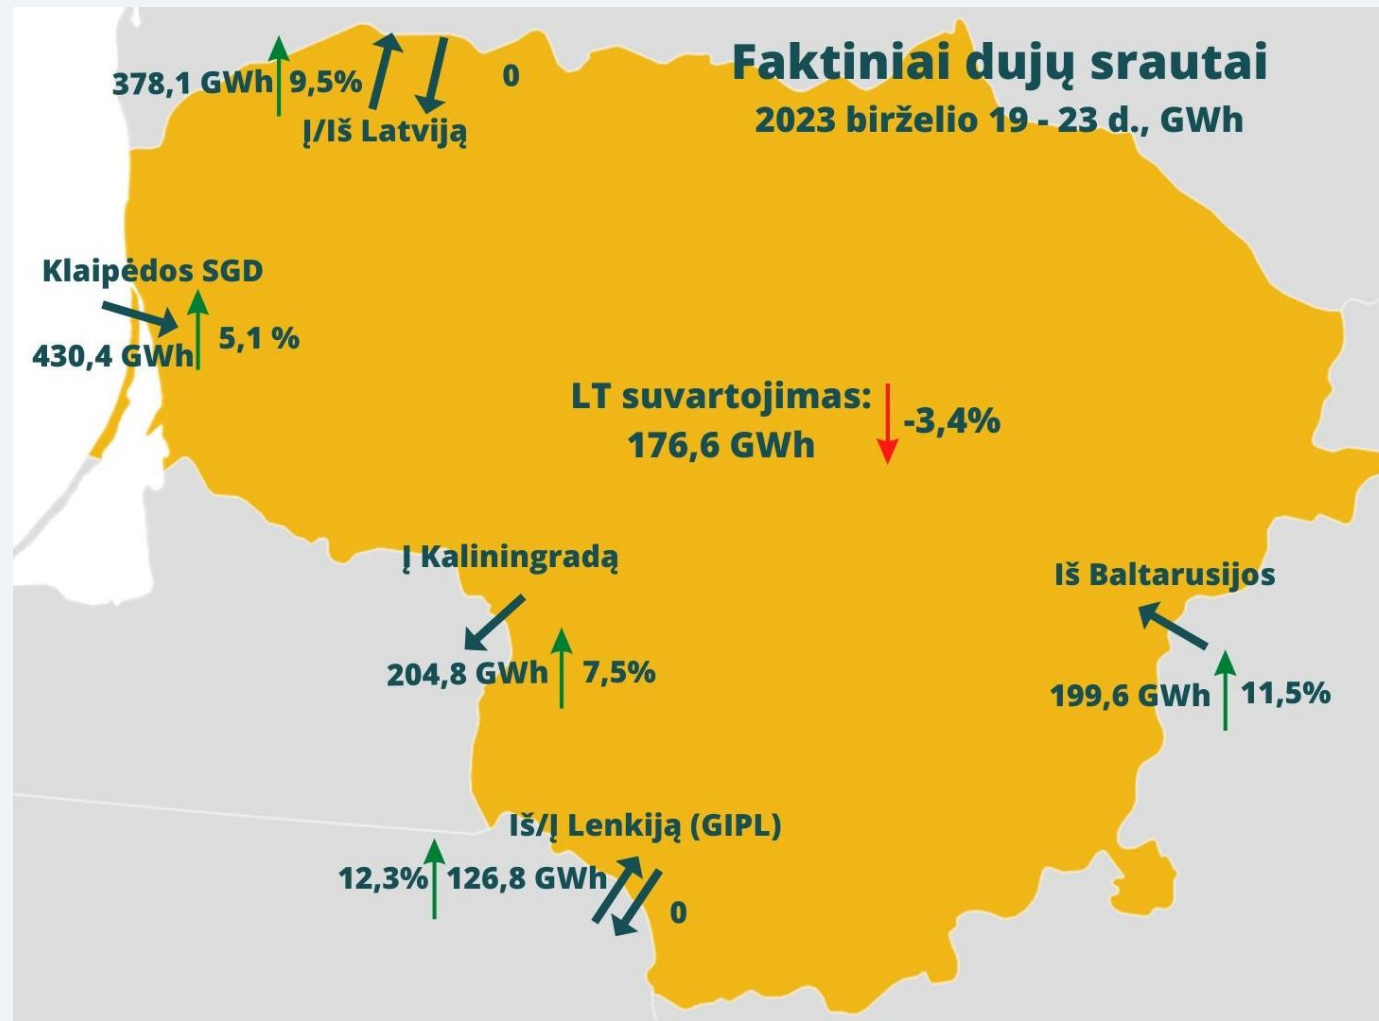 Faktiniai dujų srautai
2023 birželio 19 - 23 d., GWh
378,1 GWh 9,5% 0
Į/Iš Latviją
Klaipėdos SGD
5,1 %
430,4 GWh
LT suvartojimas:
176,6 GWh
-3,4%
Į Kaliningradą
204,8 GWh 7,5%
Iš Baltarusijos
199,6 GWh 11,5%
Iš/Į Lenkiją (GIPL)
12,3% 126,8 GWh
0